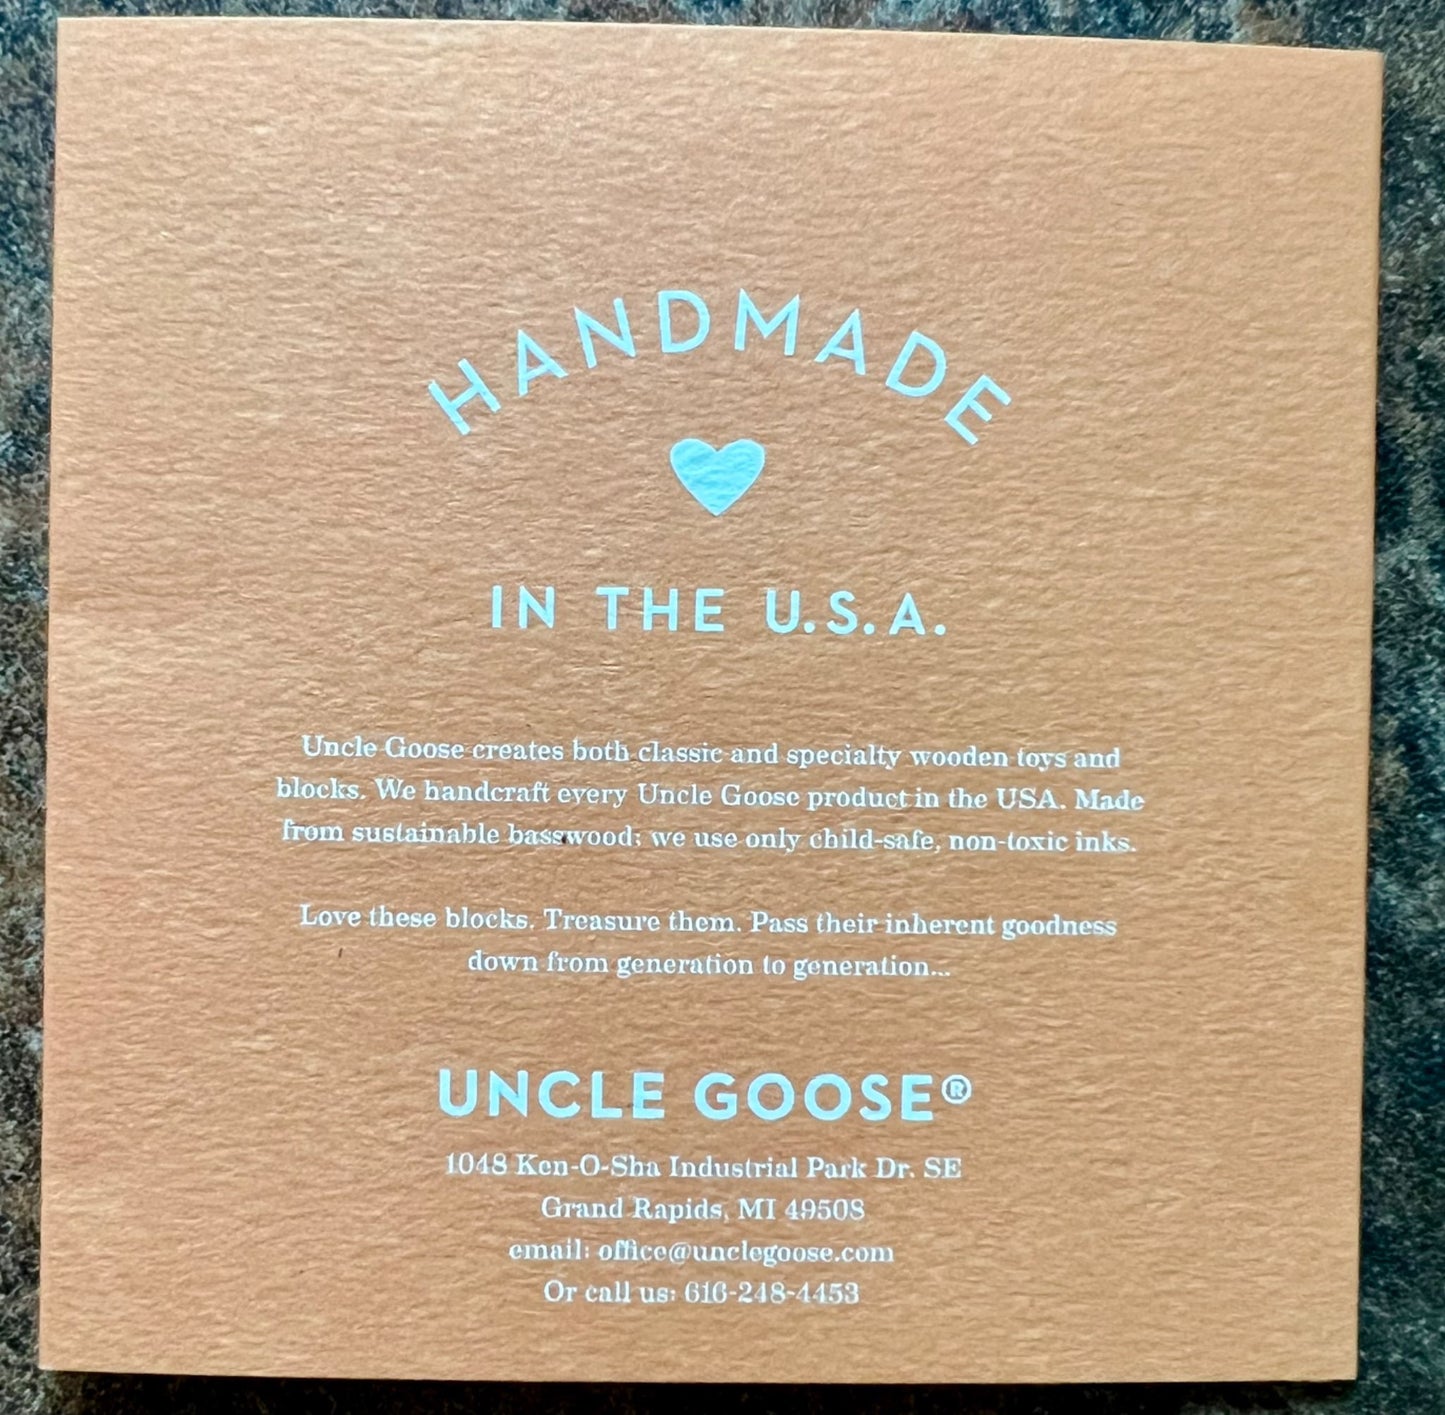 HANDMADE
IN THE U.S.A.
Uncle Goose creates both classic and specialty wooden toys and
blocks. We handcraft every Uncle Goose product in the USA. Made
from sustainable basswood; we use only child-safe, non-toxic inks.
Love these blocks. Treasure them. Pass their inherent goodness
down from generation to generation...
UNCLE GOOSE®
1048 Ken-O-Sha Industrial Park Dr. SE
Grand Rapids, MI 49508
email: office@unclegoose.com
Or call us: 616-248-4453